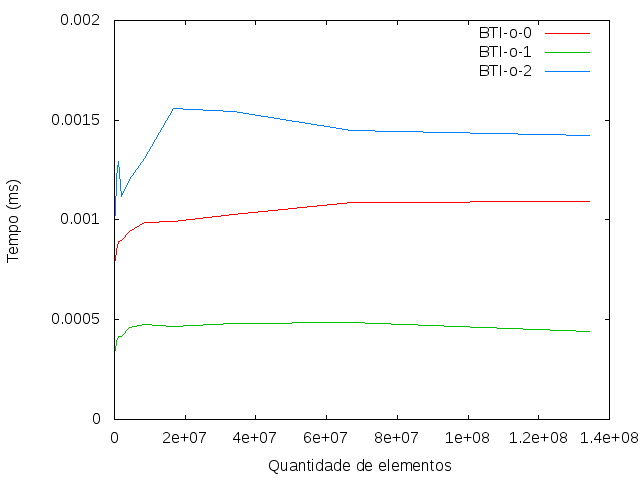 0.002
BTI-o-0
BTI-o-1
BTI-o-2
0.0015
0.001
0.0005
0
Tempo (ms)
0 2e+07 4e+07 6e+07 8e+07 1e+08 1.2e+08 1.4e+08
Quantidade de elementos